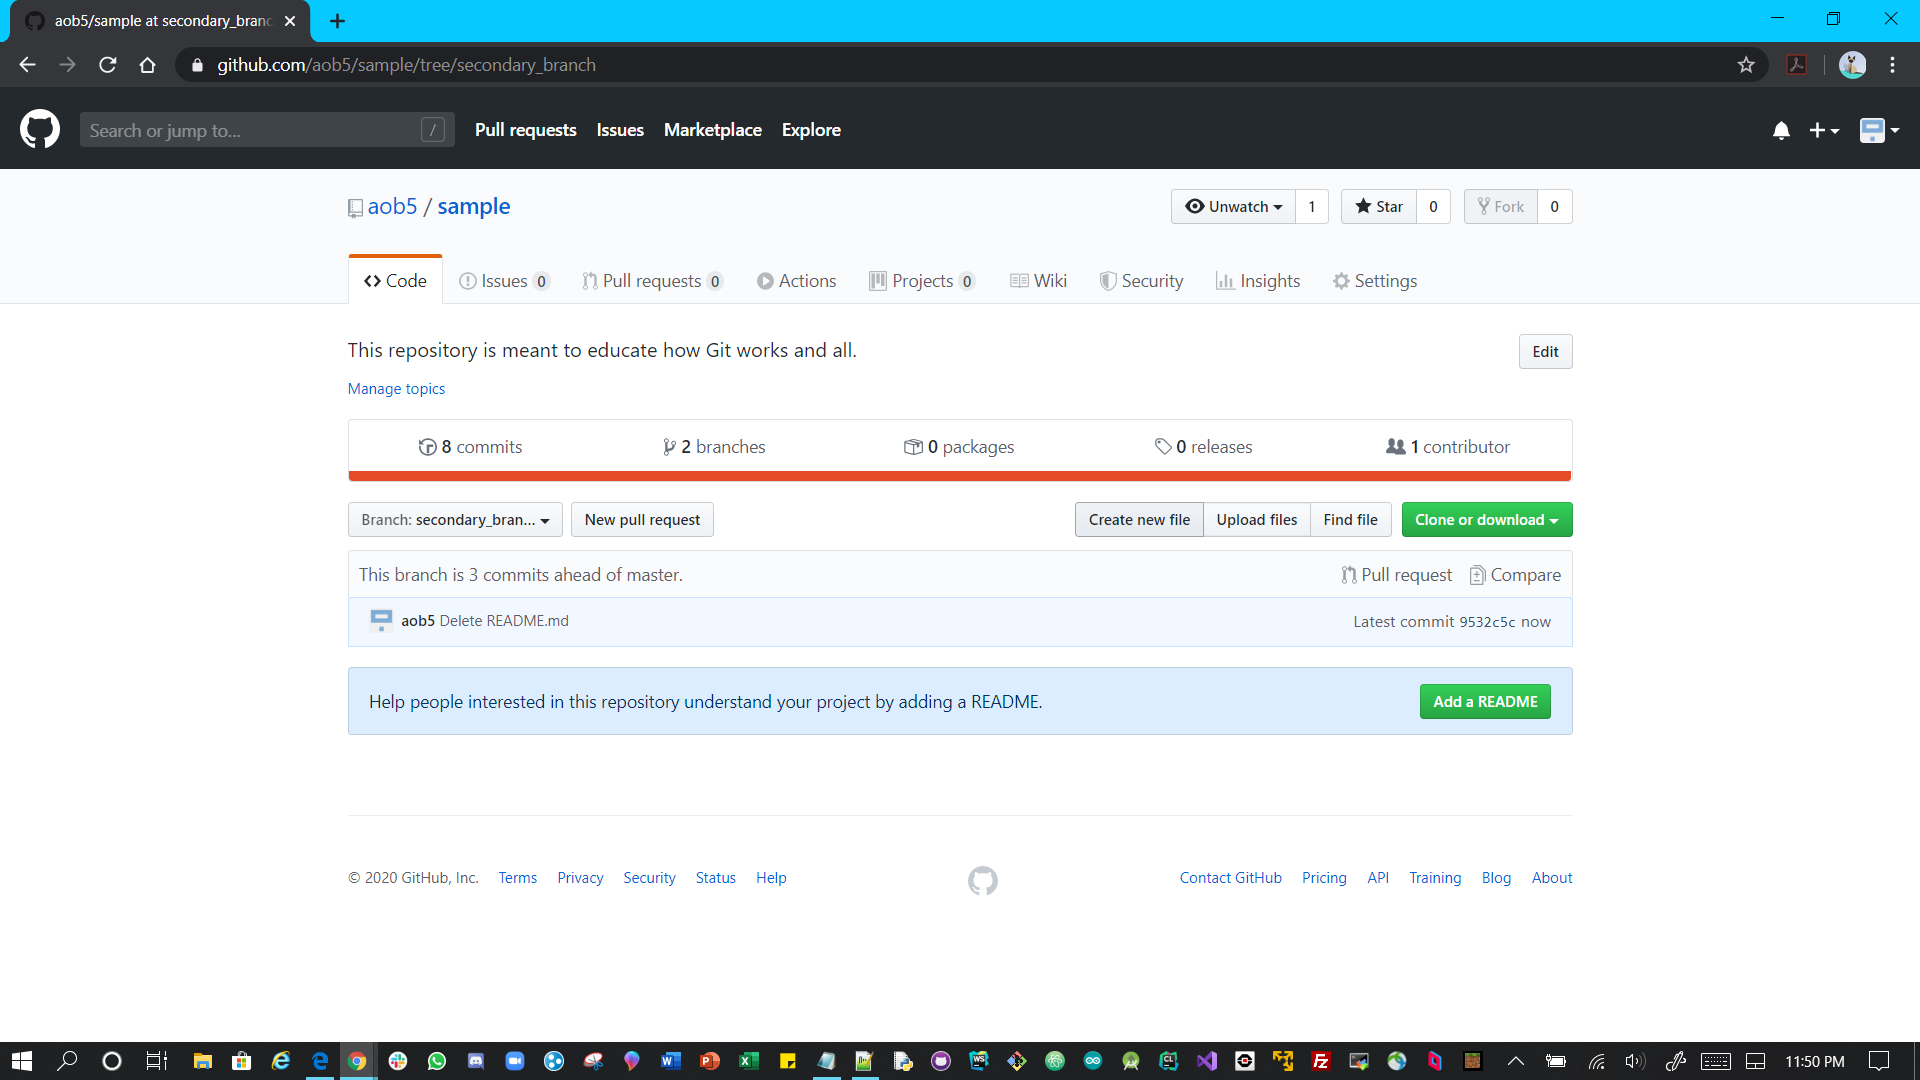 aob5/sample at secondary_branc
github.com/aob5/sample/tree/secondary_branch
Search or jump to... /
Pull requests Issues Marketplace Explore
aob5 / sample
Unwatch 1 Star 0 Fork 0
Code Issues 0 Pull requests 0 Actions Projects 0 Wiki Security Insights Settings
This repository is meant to educate how Git works and all.
Edit
Manage topics
8 commits 2 branches 0 packages 0 releases 1 contributor
Branch: secondary_bran... New pull request Create new file Upload files Find file Clone or download
This branch is 3 commits ahead of master. Pull request Compare
aob5 Delete README.md Latest commit 9532c5c now
Help people interested in this repository understand your project by adding a README. Add a README
© 2020 GitHub, Inc. Terms Privacy Security Status Help Contact GitHub Pricing API Training Blog About
11:50 PM